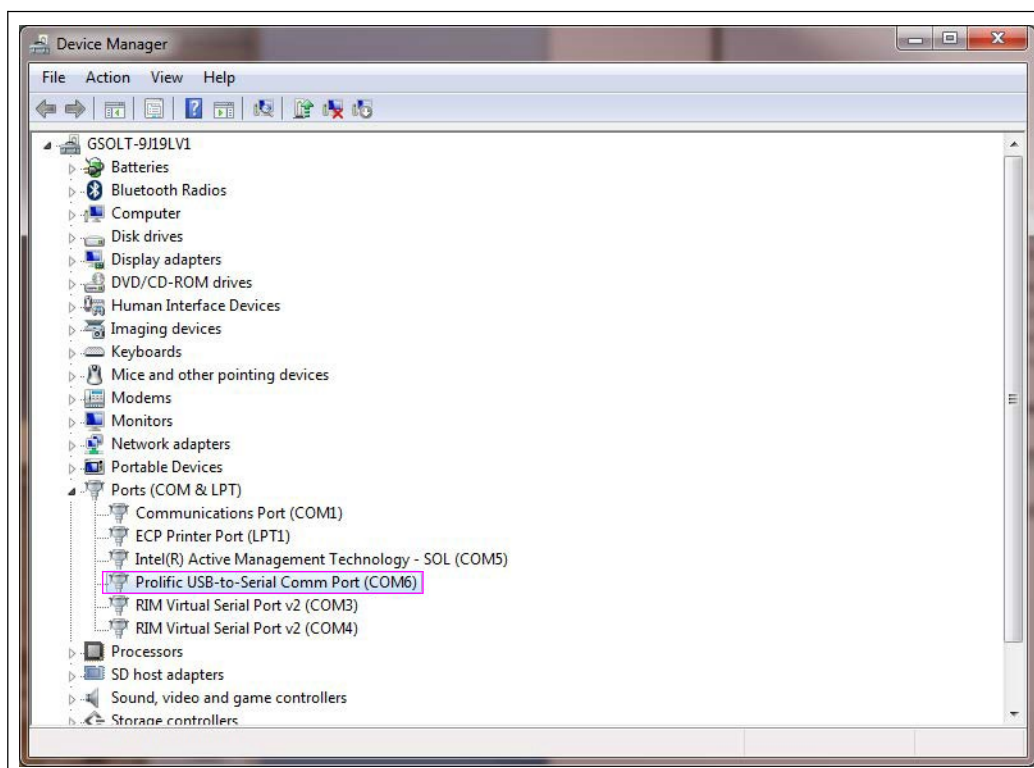 Device Manager
File Action View Help
GSOLT-9J19LV1
Batteries
Bluetooth Radios
Computer
Disk drives
Display adapters
DVD/CD-ROM drives
Human Interface Devices
Imaging devices
Keyboards
Mice and other pointing devices
Modems
Monitors
Network adapters
Portable Devices
Ports (COM & LPT)
Communications Port (COM1)
ECP Printer Port (LPT1)
Intel(R) Active Management Technology - SOL (COM5)
Prolific USB-to-Serial Comm Port (COM6)
RIM Virtual Serial Port v2 (COM3)
RIM Virtual Serial Port v2 (COM4)
Processors
SD host adapters
Sound, video and game controllers
Storage controllers